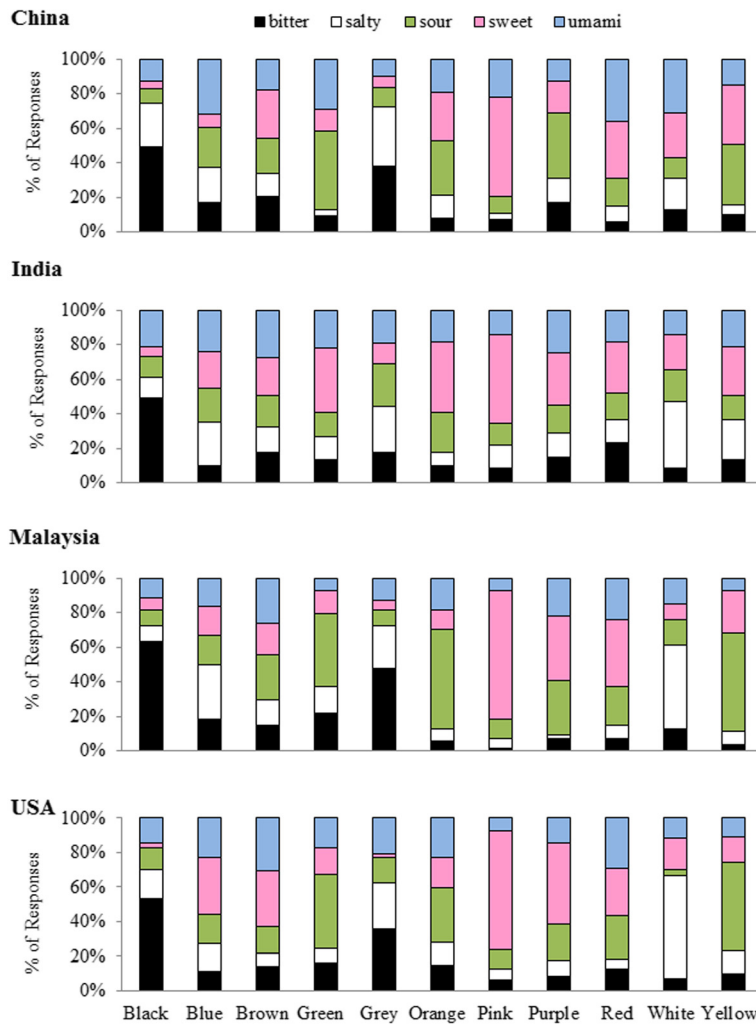 China
bitter salty sour sweet umami
% of Responses
100%
80%
60%
40%
20%
0%
India
% of Responses
100%
80%
60%
40%
20%
0%
Malaysia
% of Responses
100%
80%
60%
40%
20%
0%
USA
% of Responses
100%
80%
60%
40%
20%
0%
Black Blue Brown Green Grey Orange Pink Purple Red White Yellow